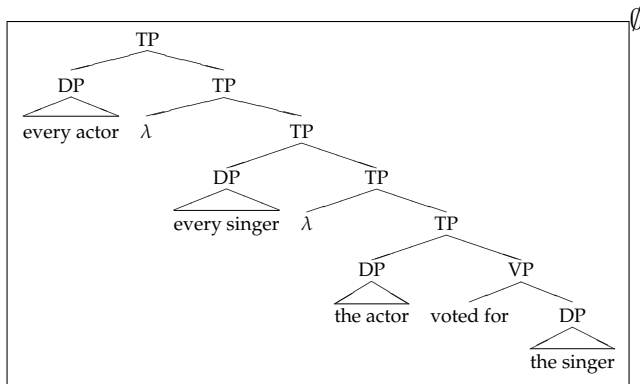 ∅
TP
DP TP
every actor λ TP
DP TP
every singer λ TP
DP VP
the actor voted for DP
the singer